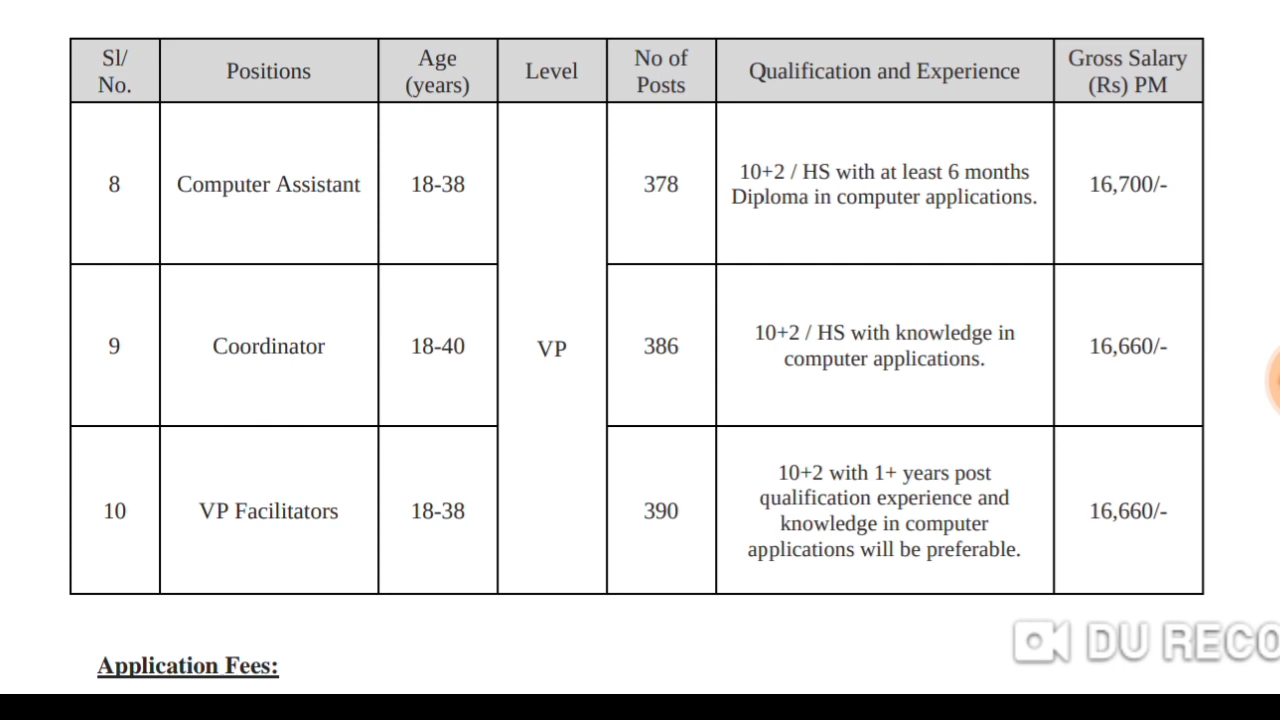 Sl/ No. Positions Age (years) Level No of Posts Qualification and Experience Gross Salary (Rs) PM
8 Computer Assistant 18-38 378 10+2 / HS with at least 6 months Diploma in computer applications. 16,700/-
9 Coordinator 18-40 VP 386 10+2 / HS with knowledge in computer applications. 16,660/-
10 VP Facilitators 18-38 390 10+2 with 1+ years post qualification experience and knowledge in computer applications will be preferable. 16,660/-
DU RECO
Application Fees: